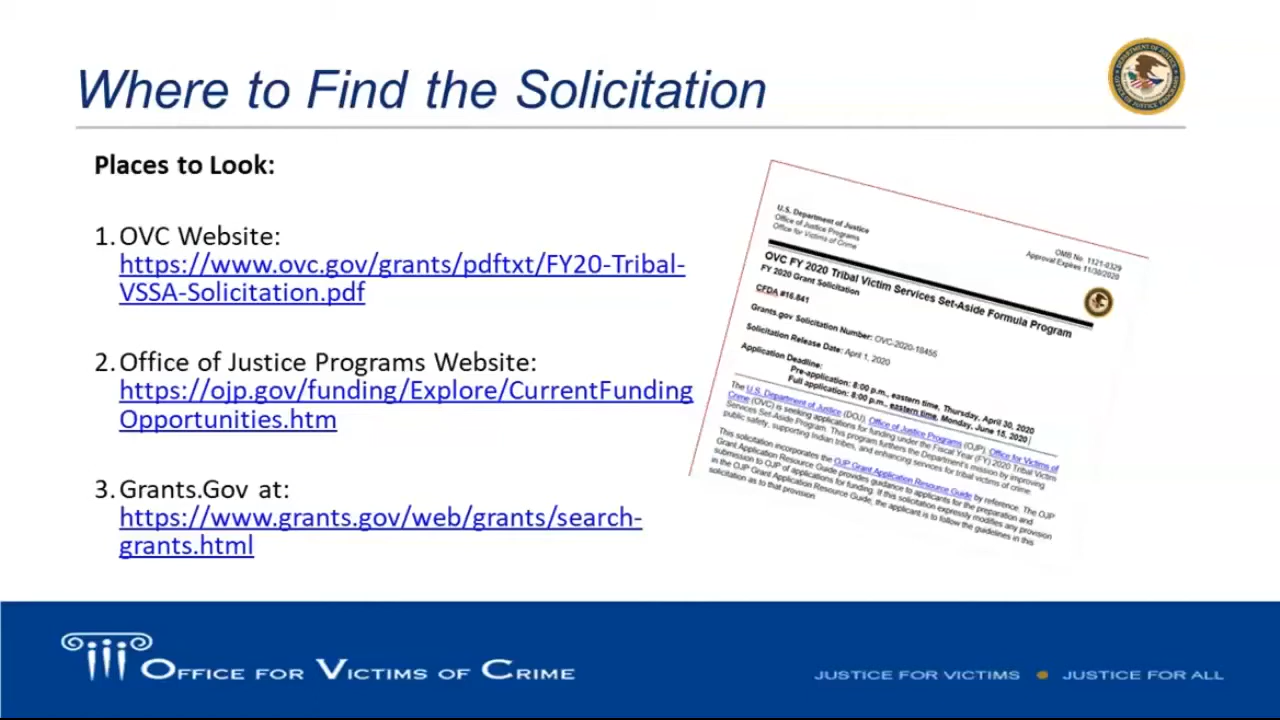 Where to Find the Solicitation
Places to Look:
1. OVC Website:
https://www.ovc.gov/grants/pdftxt/FY20-Tribal-
VSSA-Solicitation.pdf
2. Office of Justice Programs Website:
https://ojp.gov/funding/Explore/CurrentFunding
Opportunities.htm
3. Grants.Gov at:
https://www.grants.gov/web/grants/search-
grants.html
U.S. Department of Justice
Office of Justice Programs
Office for Victims of Crime
OMB No. 1121-0329
Approval Expires 11/30/2020
OVC FY 2020 Tribal Victim Services Set-Aside Formula Program
FY 2020 Grant Solicitation
CFDA #16.841
Grants.gov Solicitation Number: OVC-2020-18456
Solicitation Release Date: April 1, 2020
Application Deadline:
Pre-application: 8:00 p.m., eastern time, Thursday, April 30, 2020
Full application: 8:00 p.m., eastern time, Monday, June 15, 2020
The U.S. Department of Justice (DOJ), Office of Justice Programs (OJP), Office for Victims of
Crime (OVC) is seeking applications for funding under the Fiscal Year (FY) 2020 Tribal Victim
Services Set-Aside Program. This program furthers the Department's mission by improving
public safety, supporting Indian tribes, and enhancing services for tribal victims of crime.
This solicitation incorporates the OJP Grant Application Resource Guide by reference. The OJP
Grant Application Resource Guide provides guidance to applicants for the preparation and
submission to OJP of applications for funding. If this solicitation expressly modifies any provision
in the OJP Grant Application Resource Guide, the applicant is to follow the guidelines in this
solicitation as to that provision.
OFFICE FOR VICTIMS OF CRIME
JUSTICE FOR VICTIMS • JUSTICE FOR ALL